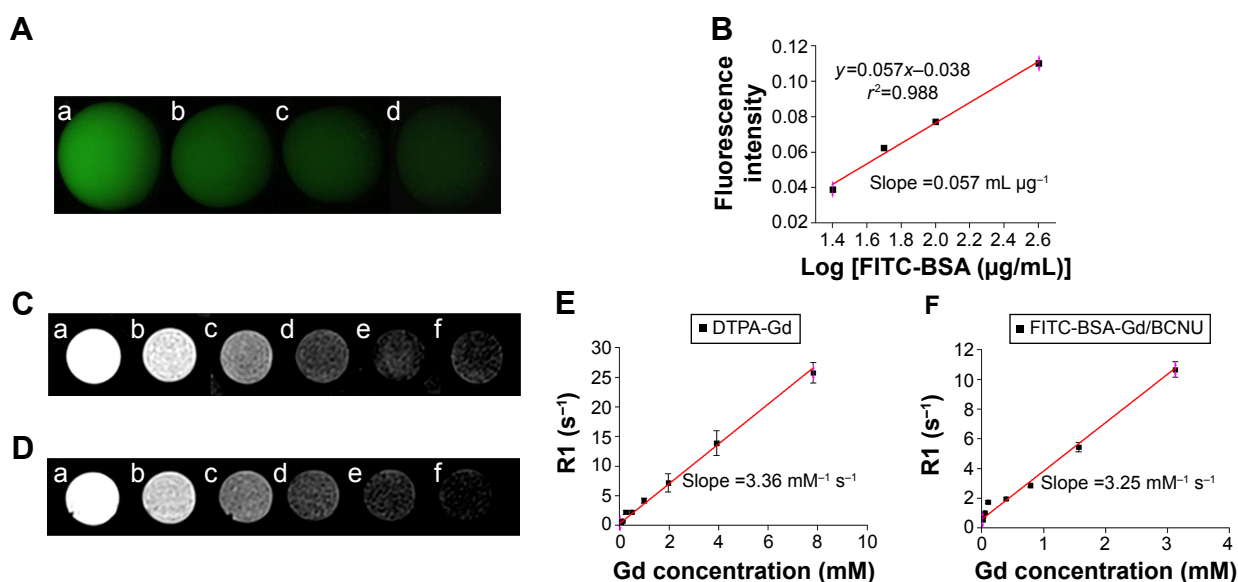 A
a b c d
B
Fluorescence
intensity
0.12
0.10
0.08
0.06
0.04
0.02
y=0.057x–0.038
r²=0.988
Slope =0.057 mL µg⁻¹
1.4 1.6 1.8 2.0 2.2 2.4 2.6
Log [FITC-BSA (µg/mL)]
C
a b c d e f
D
a b c d e f
E
DTPA-Gd
R1 (s⁻¹)
30
25
20
15
10
5
0
Slope =3.36 mM⁻¹ s⁻¹
0 2 4 6 8 10
Gd concentration (mM)
F
FITC-BSA-Gd/BCNU
R1 (s⁻¹)
12
10
8
6
4
2
0
Slope =3.25 mM⁻¹ s⁻¹
0 1 2 3 4
Gd concentration (mM)